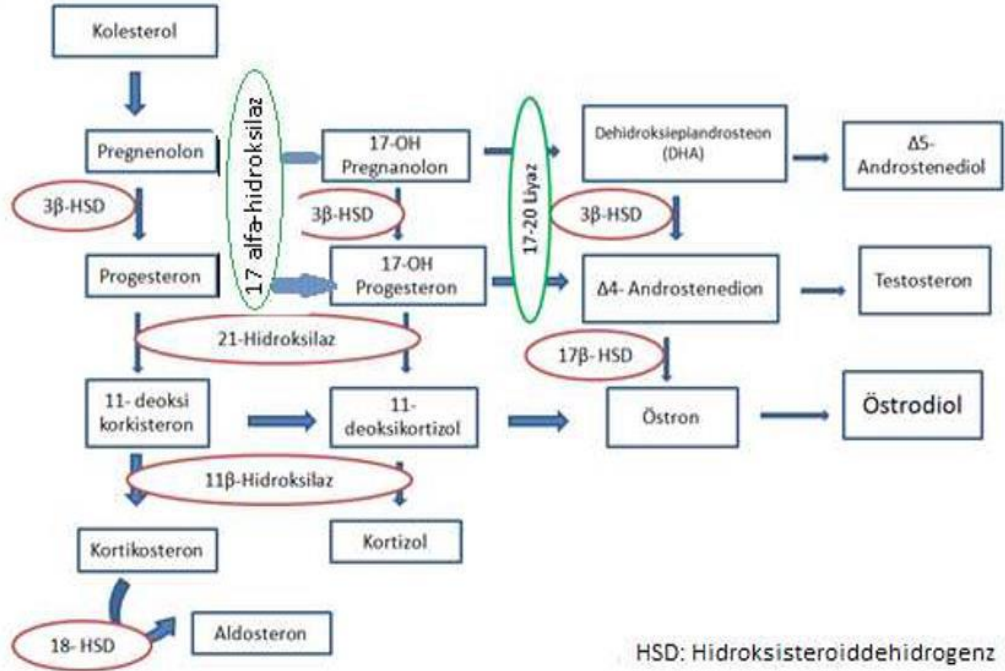 Kolesterol
Pregnenolon
17 alfa-hidroksilaz
17-OH
Pregnanolon
17-20 Liyaz
Dehidroksiepiandrosteon
(DHA)
Δ5-
Androstenediol
3β-HSD
3β-HSD
3β-HSD
Progesteron
17-OH
Progesteron
Δ4- Androstenedion
Testosteron
21-Hidroksilaz
17β- HSD
11- deoksi
korkisteron
11-
deoksikortizol
Östron
Östrodiol
11β-Hidroksilaz
Kortikosteron
Kortizol
18- HSD
Aldosteron
HSD: Hidroksisteroiddehidrogenz